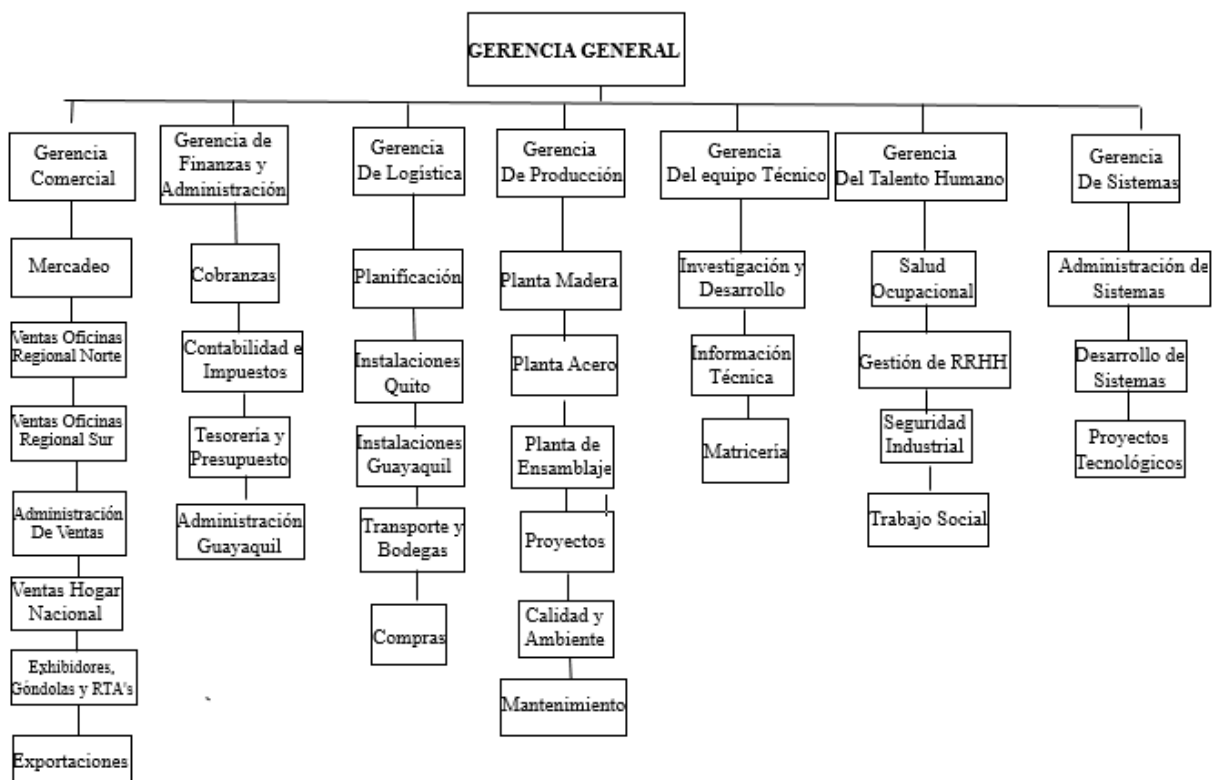 GERENCIA GENERAL
Gerencia
Comercial
Mercadeo
Ventas Oficinas
Regional Norte
Ventas Oficinas
Regional Sur
Administración
De Ventas
Ventas Hogar
Nacional
Exhibidores,
Góndolas y RTA's
Exportaciones
Gerencia de
Finanzas y
Administración
Cobranzas
Contabilidad e
Impuestos
Tesorería y
Presupuesto
Administración
Guayaquil
Gerencia
De Logística
Planificación
Instalaciones
Quito
Instalaciones
Guayaquil
Transporte y
Bodegas
Compras
Gerencia
De Producción
Planta Madera
Planta Acero
Planta de
Ensamblaje
Proyectos
Calidad y
Ambiente
Mantenimiento
Gerencia
Del equipo Técnico
Investigación y
Desarrollo
Información
Técnica
Matricería
Gerencia
Del Talento Humano
Salud
Ocupacional
Gestión de RRHH
Seguridad
Industrial
Trabajo Social
Gerencia
De Sistemas
Administración de
Sistemas
Desarrollo de
Sistemas
Proyectos
Tecnológicos